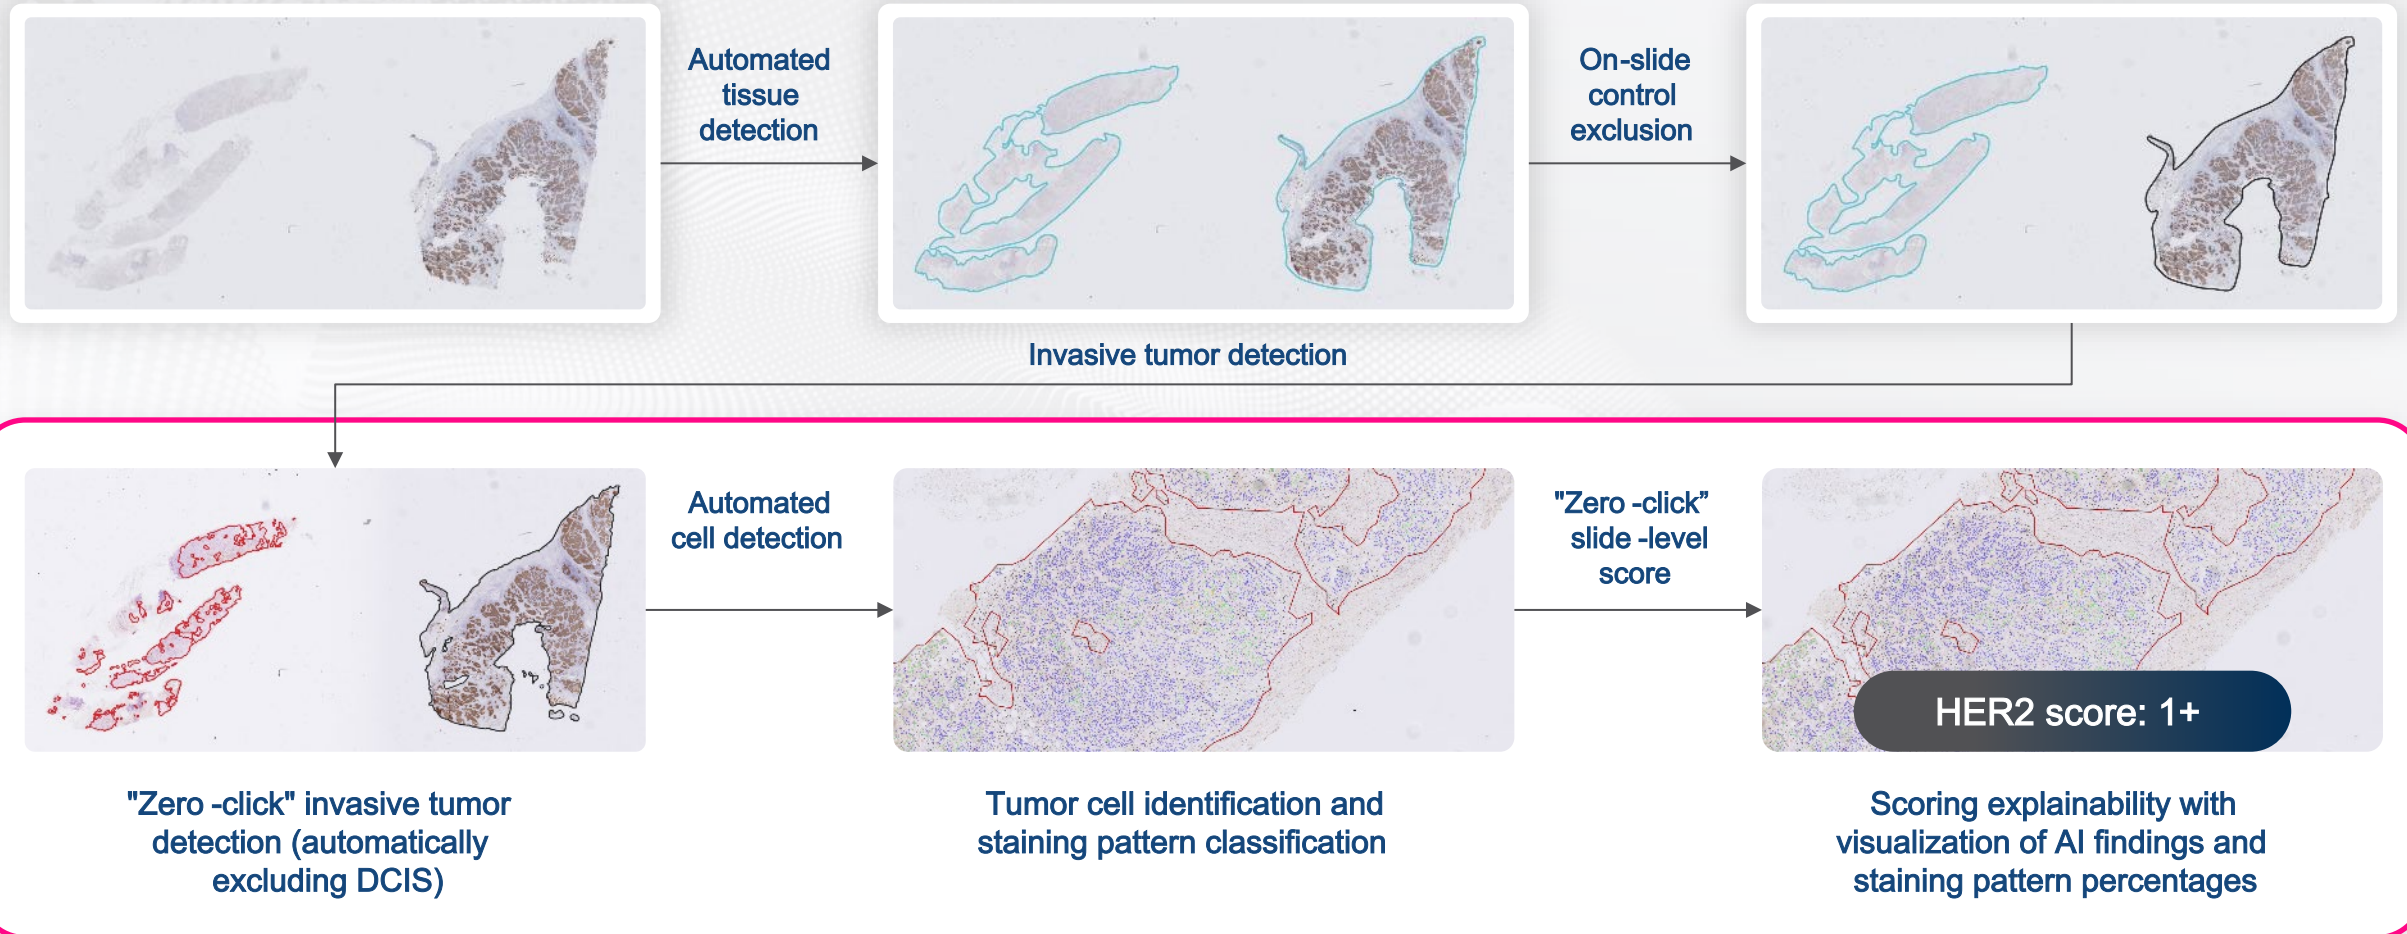 Automated
tissue
detection
On-slide
control
exclusion
Invasive tumor detection
Automated
cell detection
"Zero -click”
slide -level
score
HER2 score: 1+
"Zero -click" invasive tumor
detection (automatically
excluding DCIS)
Tumor cell identification and
staining pattern classification
Scoring explainability with
visualization of AI findings and
staining pattern percentages